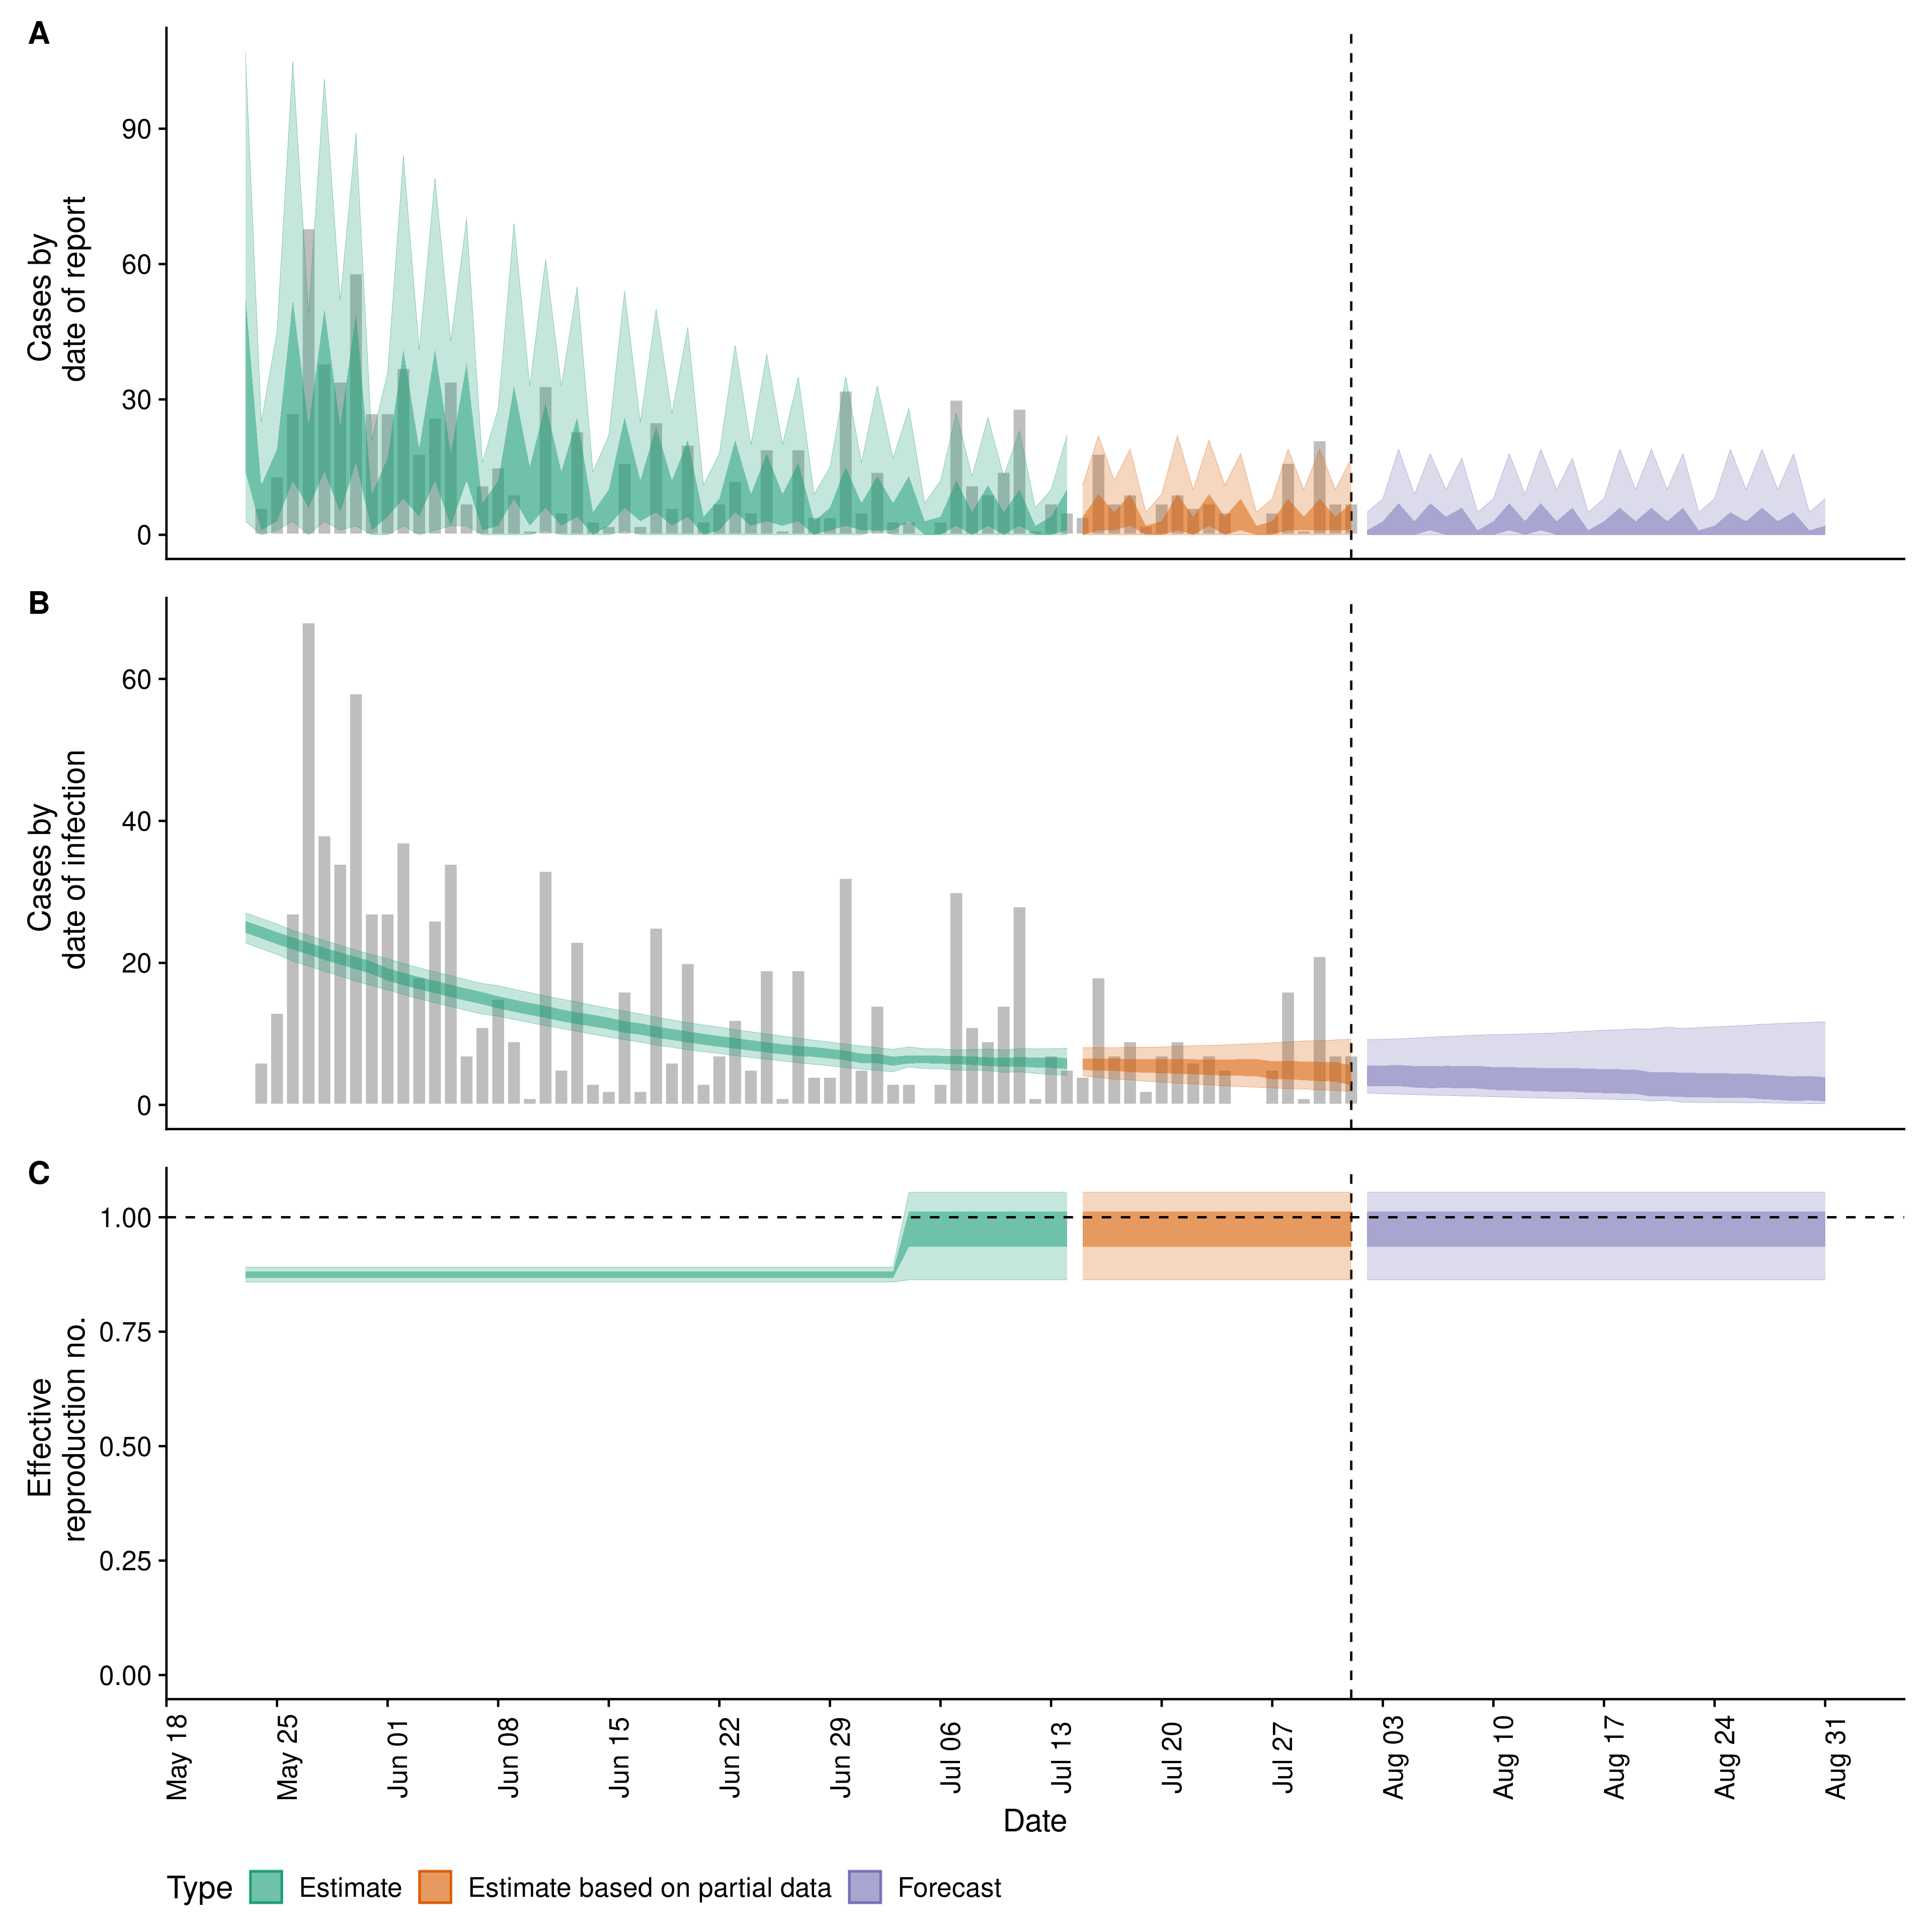 A
Cases by
date of report
90
60
30
0
B
Cases by
date of infection
60
40
20
0
C
Effective
reproduction no.
1.00
0.75
0.50
0.25
0.00
May 18
May 25
Jun 01
Jun 08
Jun 15
Jun 22
Jun 29
Jul 06
Jul 13
Jul 20
Jul 27
Aug 03
Aug 10
Aug 17
Aug 24
Aug 31
Date
Type Estimate Estimate based on partial data Forecast